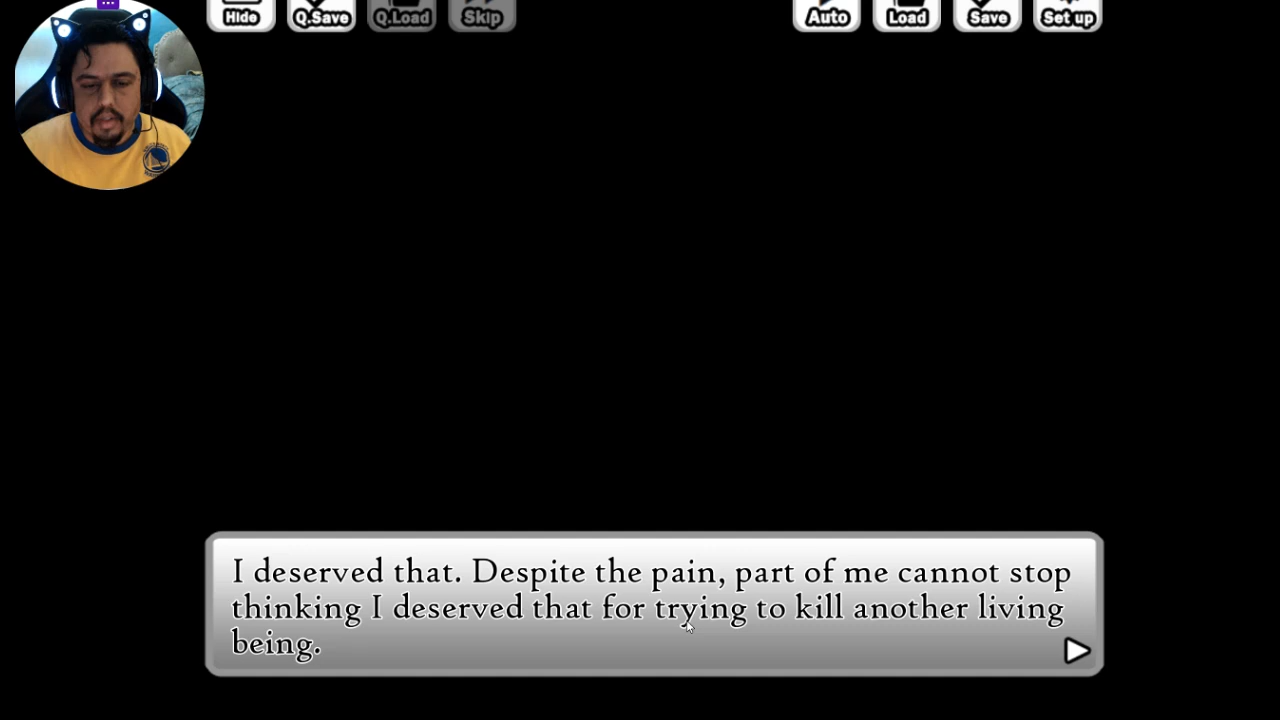 Hide Q.Save Q.Load Skip Auto Load Save Set up
I deserved that. Despite the pain, part of me cannot stop
thinking I deserved that for trying to kill another living
being.